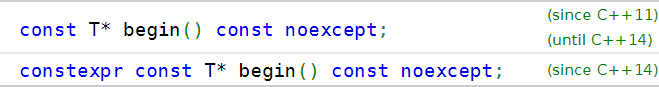 const T* begin() const noexcept;
(since C++11)
(until C++14)
constexpr const T* begin() const noexcept;
(since C++14)